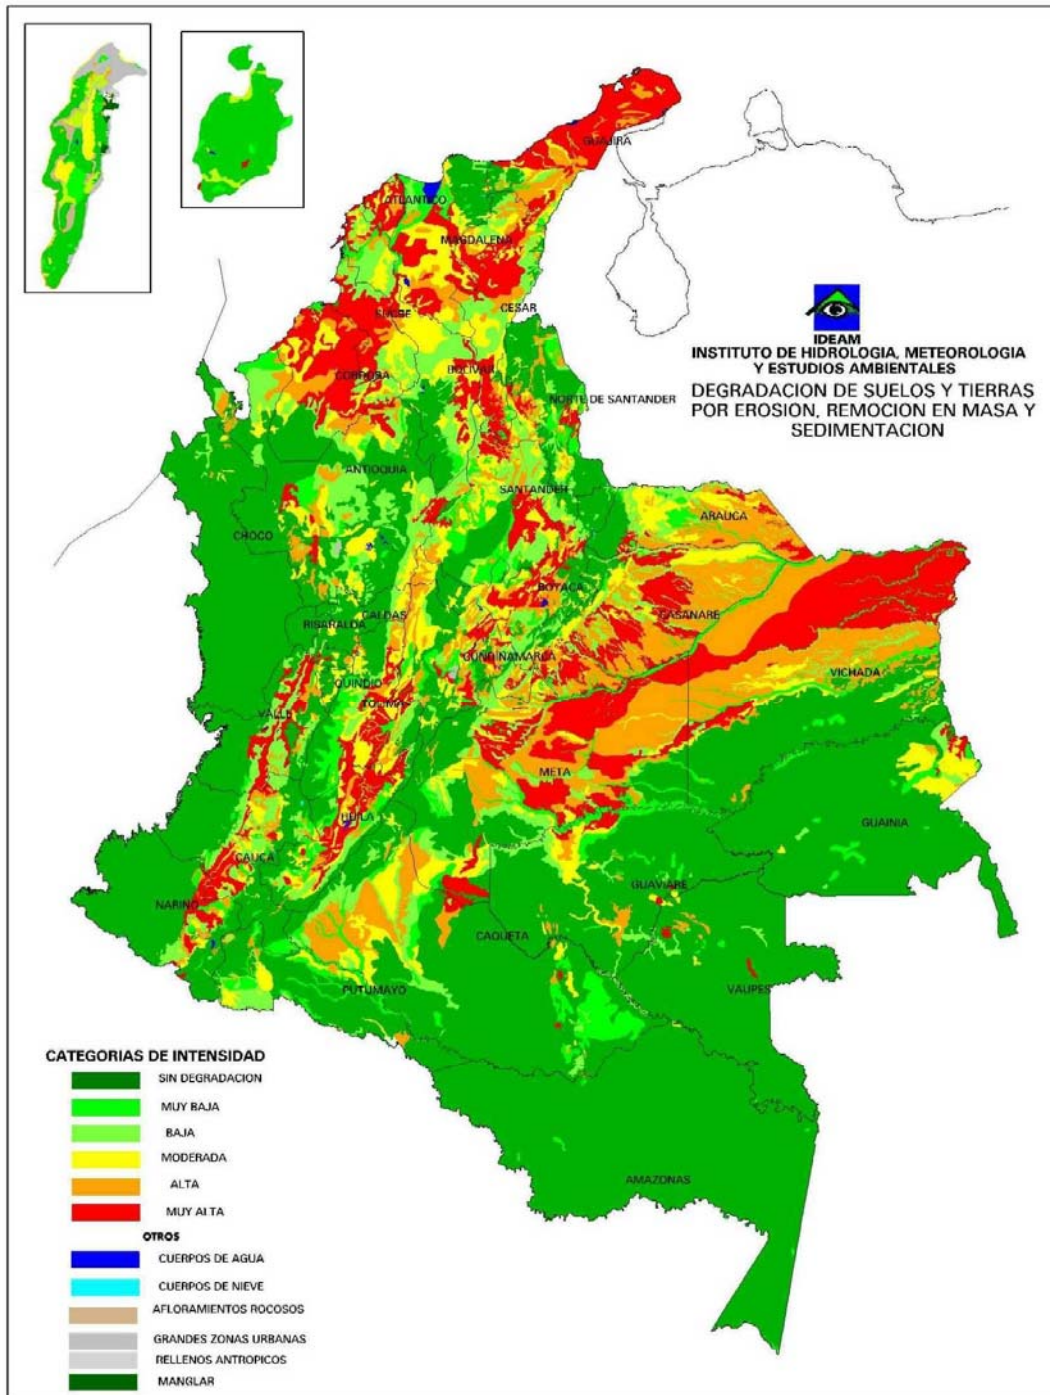 GUAJIRA
ATLANTICO
MAGDALENA
CESAR
SUCRE
IDEAM
INSTITUTO DE HIDROLOGIA, METEOROLOGIA
Y ESTUDIOS AMBIENTALES
DEGRADACION DE SUELOS Y TIERRAS
POR EROSION, REMOCION EN MASA Y
SEDIMENTACION
CORDOBA
BOLIVAR
NORTE DE SANTANDER
ANTIOQUIA
SANTANDER
ARAUCA
CHOCO
BOYACA
CASANARE
CALDAS
RISARALDA
CUNDINAMARCA
VICHADA
QUINDIO
TOLIMA
VALLE
META
HUILA
GUAINIA
CAUCA
GUAVIARE
NARIÑO
CAQUETA
PUTUMAYO
VAUPES
AMAZONAS
CATEGORIAS DE INTENSIDAD
SIN DEGRADACION
MUY BAJA
BAJA
MODERADA
ALTA
MUY ALTA
OTROS
CUERPOS DE AGUA
CUERPOS DE NIEVE
AFLORAMIENTOS ROCOSOS
GRANDES ZONAS URBANAS
RELLENOS ANTROPICOS
MANGLAR